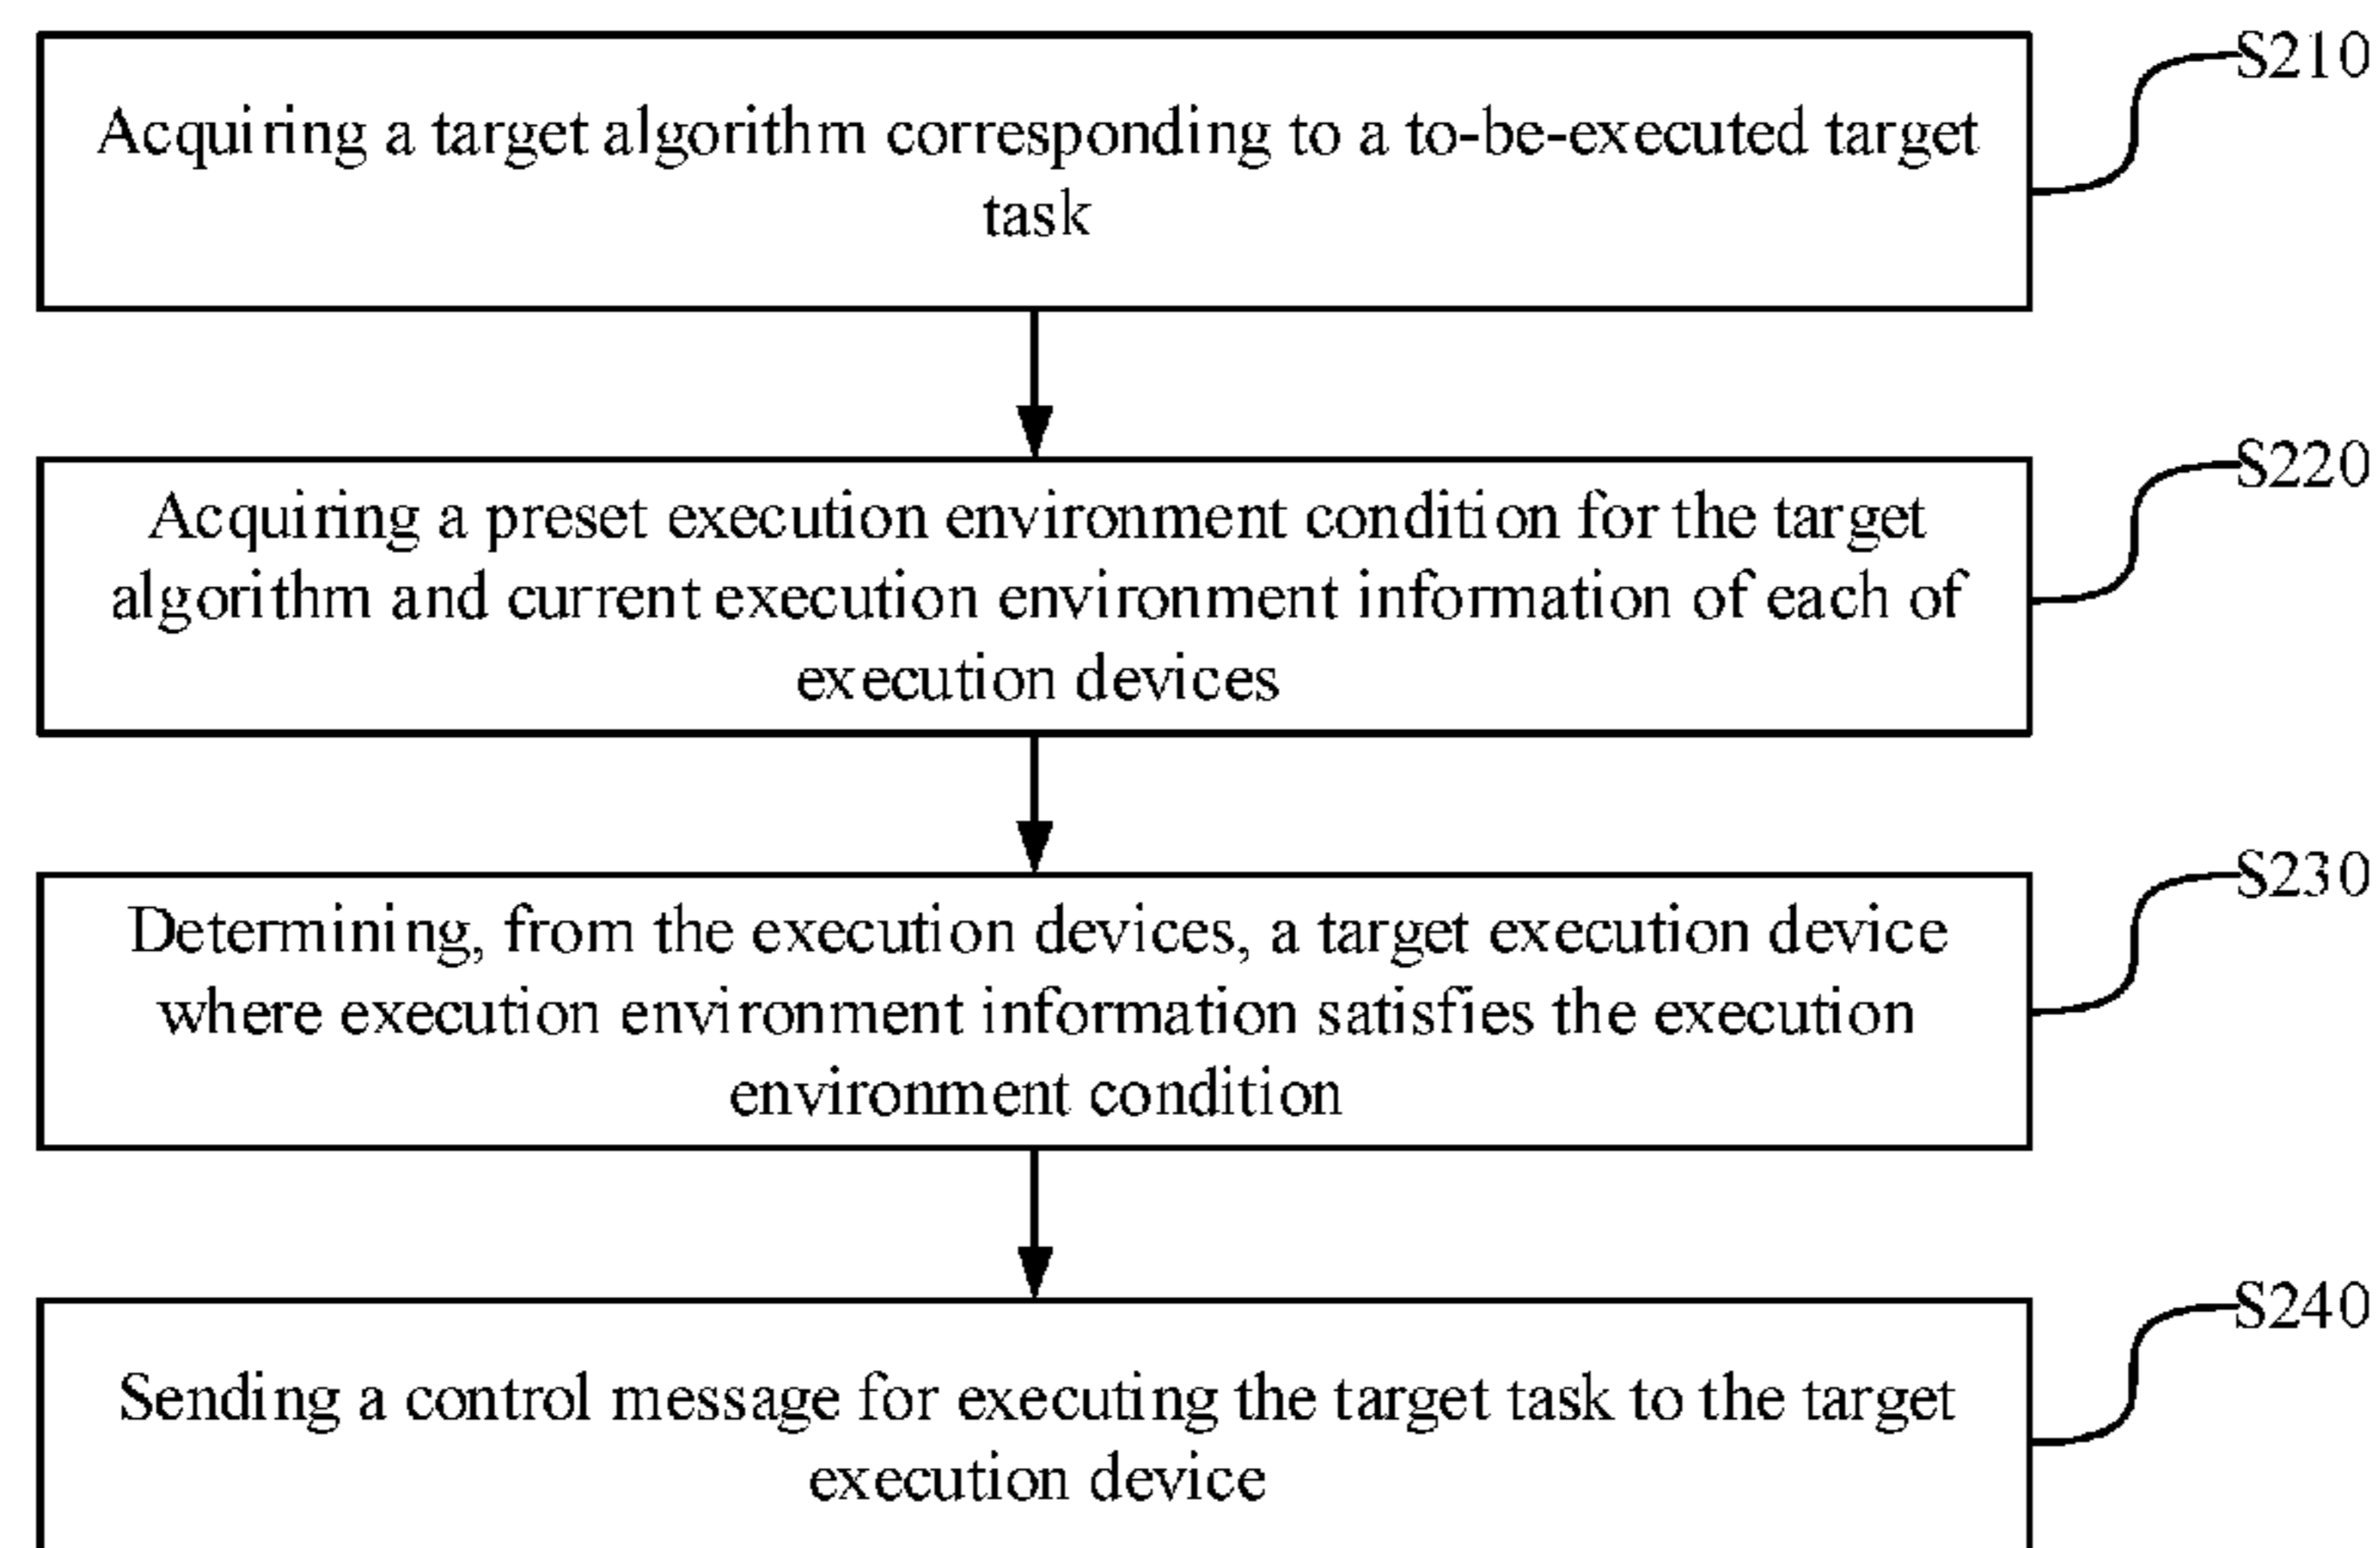 S210
Acquiring a target algorithm corresponding to a to-be-executed target
task
S220
Acquiring a preset execution environment condition for the target
algorithm and current execution environment information of each of
execution devices
S230
Determining, from the execution devices, a target execution device
where execution environment information satisfies the execution
environment condition
S240
Sending a control message for executing the target task to the target
execution device